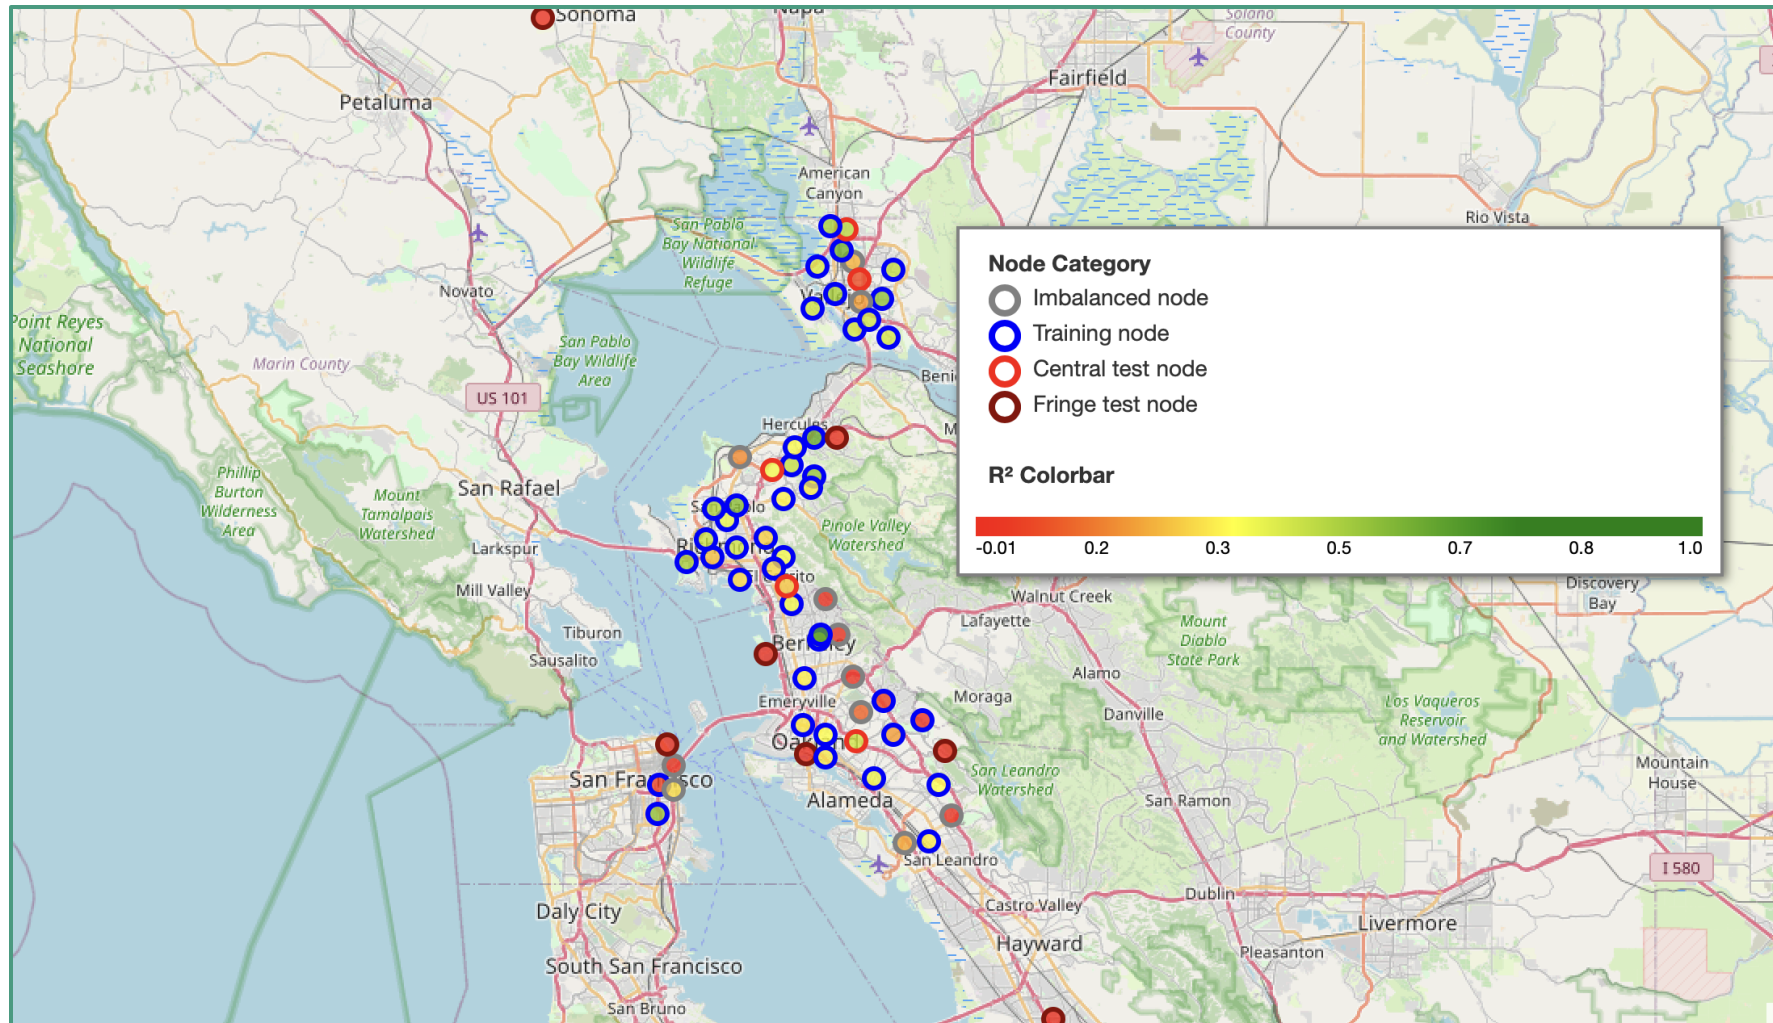 Sonoma
Napa
Solano
County
Fairfield
Petaluma
American
Canyon
Rio Vista
San Pablo
Bay National
Wildlife
Refuge
Novato
Point Reyes
National
Seashore
Marin County
San Pablo
Bay Wildlife
Area
US 101
Node Category
Imbalanced node
Training node
Central test node
Fringe test node
R² Colorbar
-0.01 0.2 0.3 0.5 0.7 0.8 1.0
Hercules
Phillip
Burton
Wilderness
Area
Mount
Tamalpais
Watershed
San Rafael
Pinole Valley
Watershed
Larkspur
Mill Valley
Walnut Creek
Discovery
Bay
Lafayette
Tiburon
Mount
Diablo
State Park
Sausalito
Alamo
Moraga
Emeryville
Danville
Los Vaqueros
Reservoir
and Watershed
San Leandro
Watershed
Mountain
House
Alameda
San Ramon
San Leandro
I 580
Dublin
Castro Valley
Daly City
Livermore
Hayward
Pleasanton
South San Francisco
San Bruno